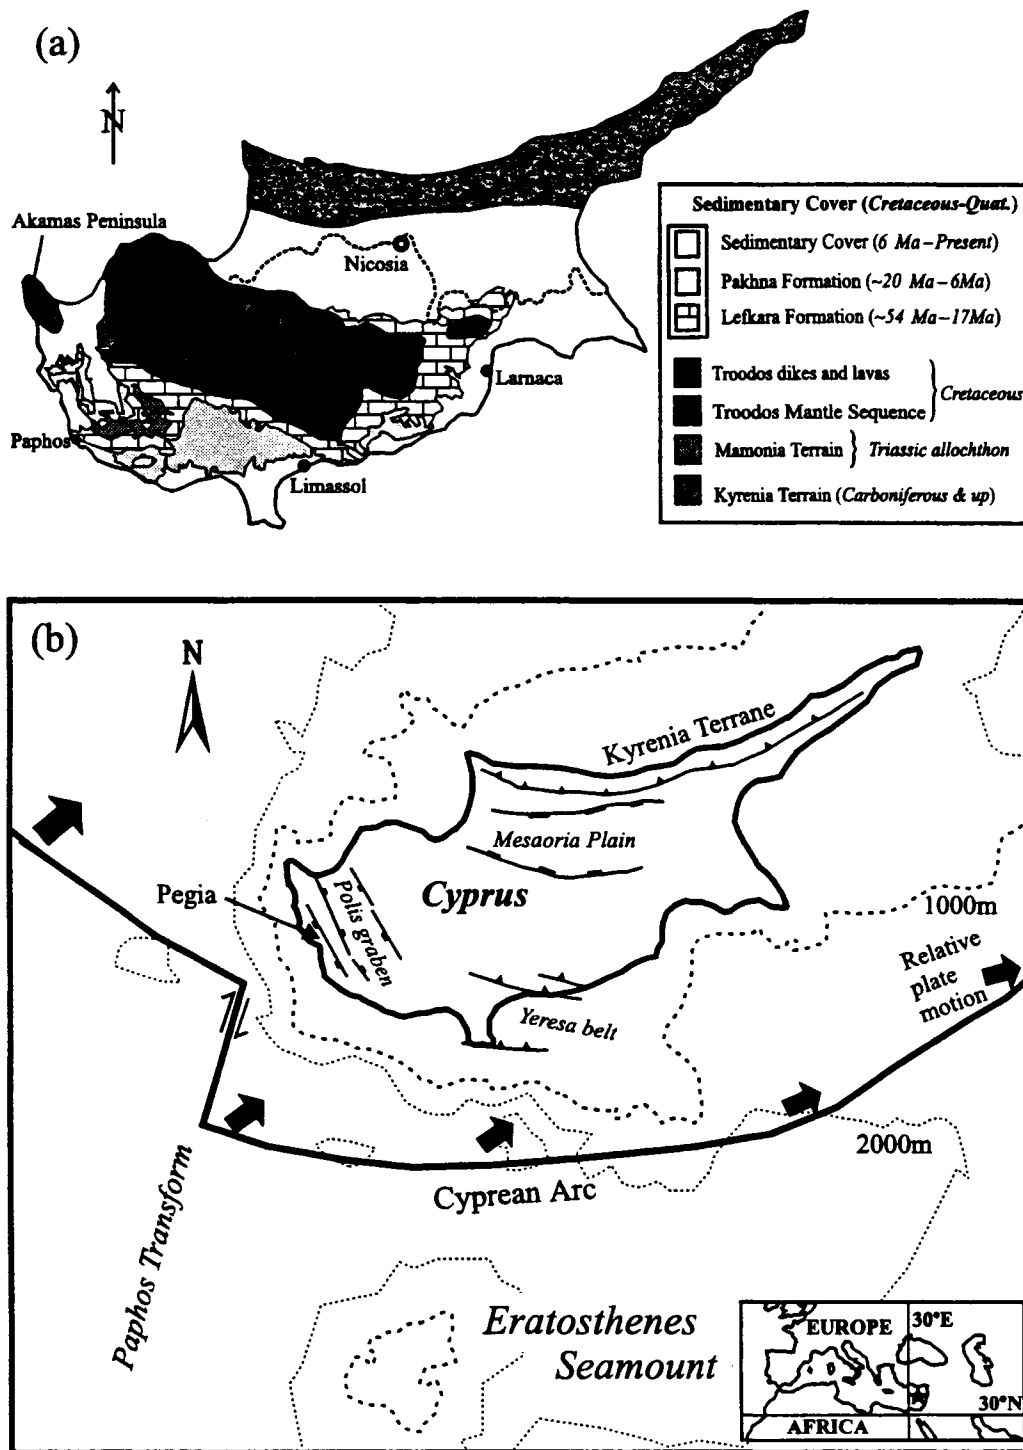 (a)
N
Akamas Peninsula
Nicosia
Larnaca
Paphos
Limassol
Sedimentary Cover (Cretaceous-Quat.)
Sedimentary Cover (6 Ma–Present)
Pakhna Formation (~20 Ma–6Ma)
Lefkara Formation (~54 Ma–17Ma)
Troodos dikes and lavas
Troodos Mantle Sequence
Cretaceous
Mamonia Terrain } Triassic allochthon
Kyrenia Terrain (Carboniferous & up)
(b)
N
Kyrenia Terrane
Mesaoria Plain
Pegia
Polis graben
Cyprus
1000m
Relative
plate
motion
Yeresa belt
2000m
Cyprean Arc
Paphos Transform
Eratosthenes
Seamount
EUROPE
30°E
30°N
AFRICA